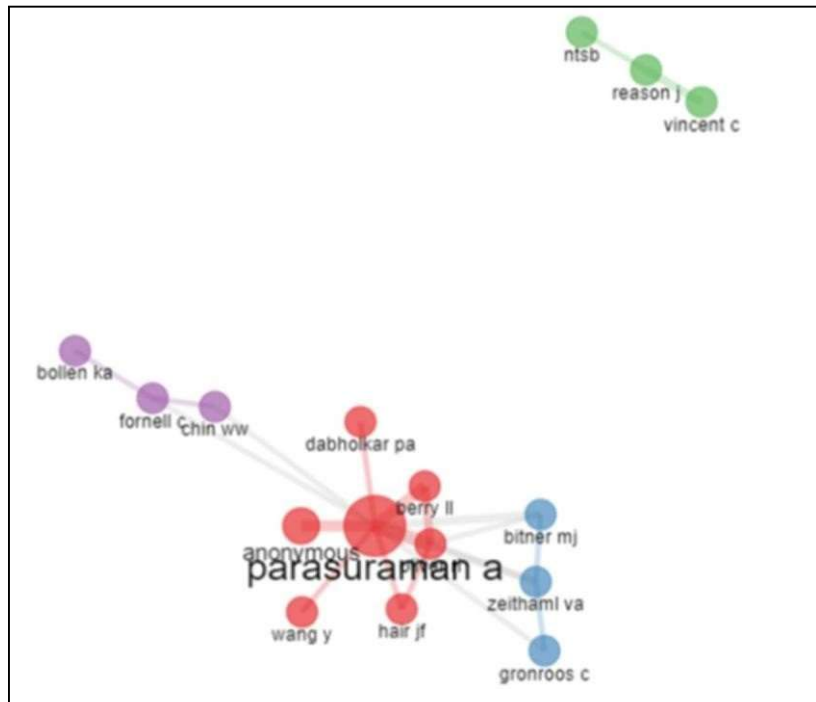 ntsb
reason j
vincent c
bollen ka
fornell c
chin ww
dabholkar pa
berry ll
bitner mj
anonymous
parasuraman a
zeithaml va
wang y
hair jf
gronroos c